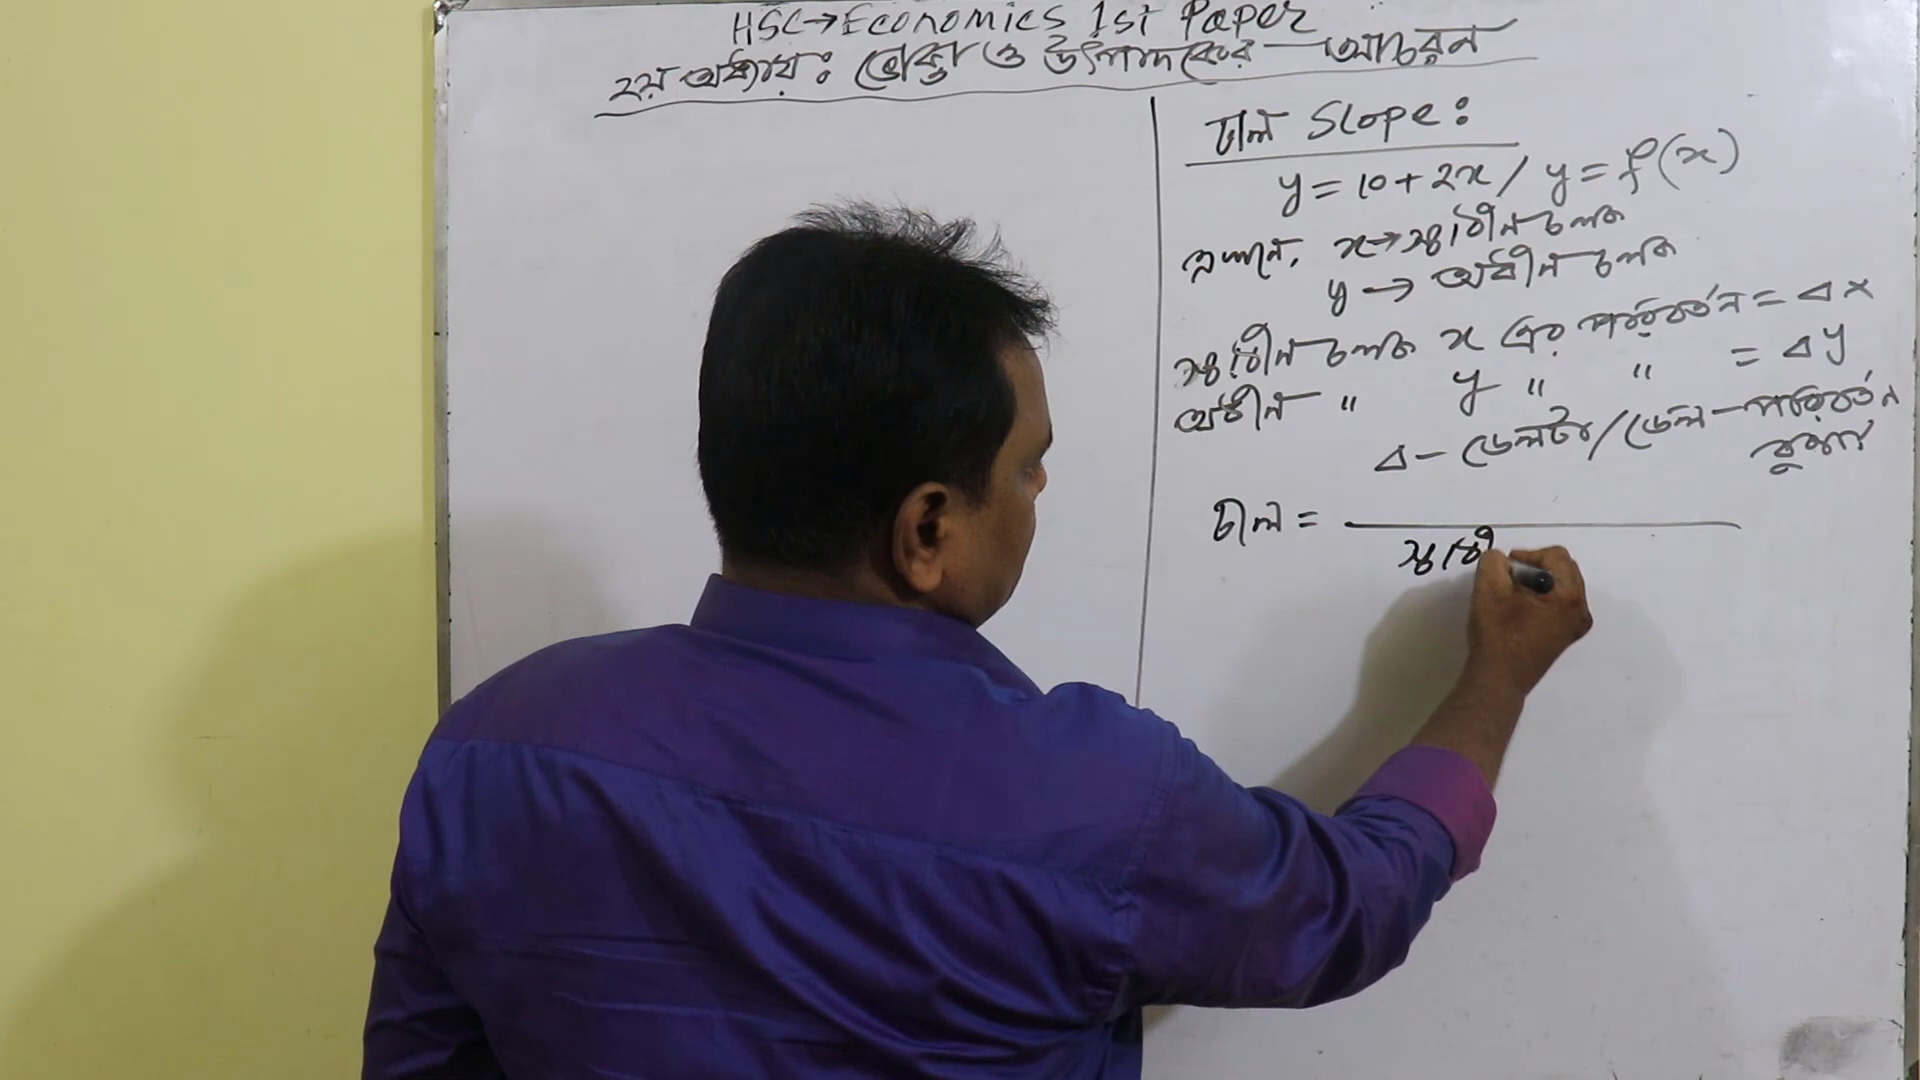 HSC→Economics 1st Paper
২য় অধ্যায়: ভোক্তা ও উৎপাদকের আচরন
ঢাল Slope:
y = 10 + 2x / y = f(x)
এখানে, x → স্বাধীন চলক
y → অধীন চলক
স্বাধীন চলক x এর পরিবর্তন = Δx
অধীন " y " " = Δy
Δ - ডেলটা / ডেল - পরিবর্তন
বুঝায়
ঢাল =
স্বাধী